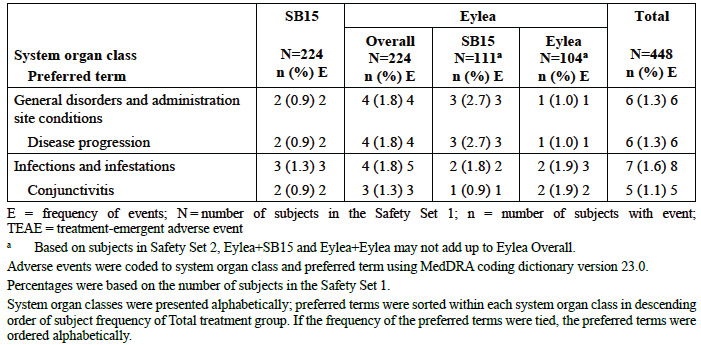 SB15 Eylea Total
System organ class
Preferred term
N=224
n (%) E
Overall
N=224
n (%) E
SB15
N=111a
n (%) E
Eylea
N=104a
n (%) E
N=448
n (%) E
General disorders and administration
site conditions
2 (0.9) 2 4 (1.8) 4 3 (2.7) 3 1 (1.0) 1 6 (1.3) 6
Disease progression 2 (0.9) 2 4 (1.8) 4 3 (2.7) 3 1 (1.0) 1 6 (1.3) 6
Infections and infestations 3 (1.3) 3 4 (1.8) 5 2 (1.8) 2 2 (1.9) 3 7 (1.6) 8
Conjunctivitis 2 (0.9) 2 3 (1.3) 3 1 (0.9) 1 2 (1.9) 2 5 (1.1) 5
E = frequency of events; N = number of subjects in the Safety Set 1; n = number of subjects with event;
TEAE = treatment-emergent adverse event
a Based on subjects in Safety Set 2, Eylea+SB15 and Eylea+Eylea may not add up to Eylea Overall.
Adverse events were coded to system organ class and preferred term using MedDRA coding dictionary version 23.0.
Percentages were based on the number of subjects in the Safety Set 1.
System organ classes were presented alphabetically; preferred terms were sorted within each system organ class in descending
order of subject frequency of Total treatment group. If the frequency of the preferred terms were tied, the preferred terms were
ordered alphabetically.